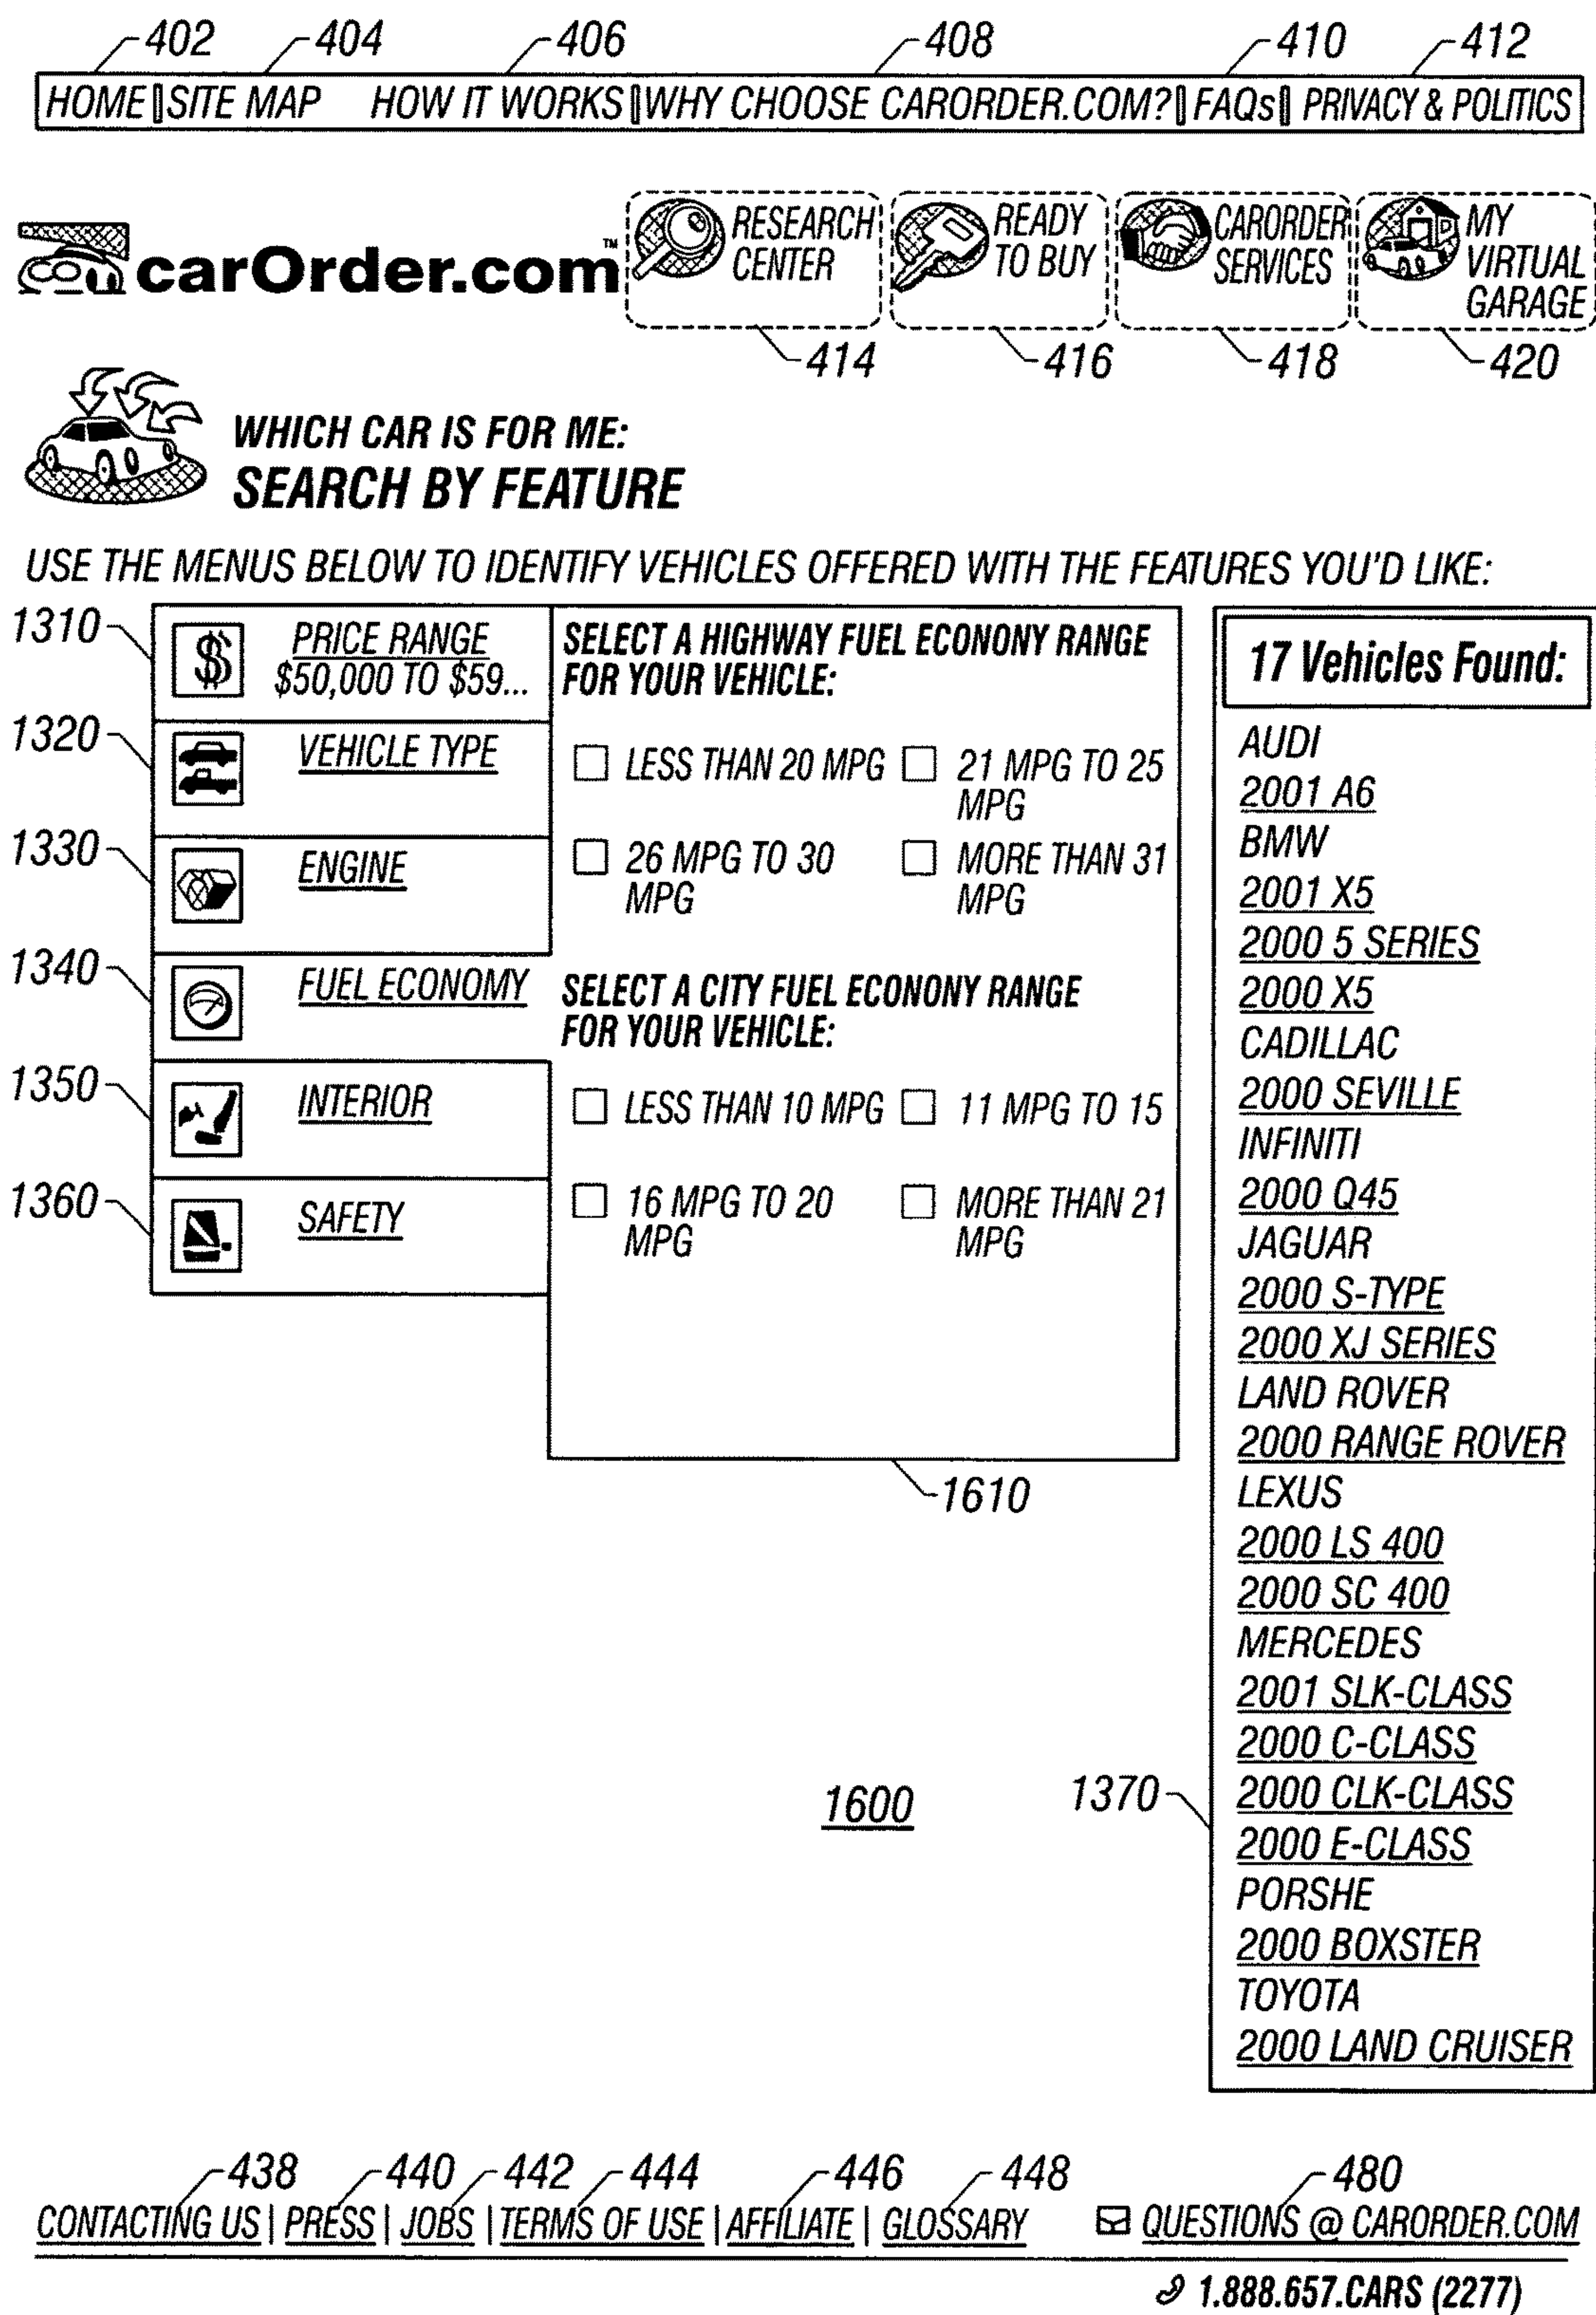 402 404 406 408 410 412
HOME SITE MAP HOW IT WORKS WHY CHOOSE CARORDER.COM? FAQs PRIVACY & POLITICS
carOrder.com™
RESEARCH
CENTER
READY
TO BUY
CARORDER
SERVICES
MY
VIRTUAL
GARAGE
414 416 418 420
WHICH CAR IS FOR ME:
SEARCH BY FEATURE
USE THE MENUS BELOW TO IDENTIFY VEHICLES OFFERED WITH THE FEATURES YOU'D LIKE:
1310
$
PRICE RANGE
$50,000 TO $59...
1320
VEHICLE TYPE
1330
ENGINE
1340
FUEL ECONOMY
1350
INTERIOR
1360
SAFETY
SELECT A HIGHWAY FUEL ECONONY RANGE
FOR YOUR VEHICLE:
LESS THAN 20 MPG
21 MPG TO 25
MPG
26 MPG TO 30
MPG
MORE THAN 31
MPG
SELECT A CITY FUEL ECONONY RANGE
FOR YOUR VEHICLE:
LESS THAN 10 MPG
11 MPG TO 15
16 MPG TO 20
MPG
MORE THAN 21
MPG
1610
17 Vehicles Found:
AUDI
2001 A6
BMW
2001 X5
2000 5 SERIES
2000 X5
CADILLAC
2000 SEVILLE
INFINITI
2000 Q45
JAGUAR
2000 S-TYPE
2000 XJ SERIES
LAND ROVER
2000 RANGE ROVER
LEXUS
2000 LS 400
2000 SC 400
MERCEDES
2001 SLK-CLASS
2000 C-CLASS
2000 CLK-CLASS
2000 E-CLASS
PORSHE
2000 BOXSTER
TOYOTA
2000 LAND CRUISER
1600
1370
438 440 442 444 446 448 480
CONTACTING US | PRESS | JOBS | TERMS OF USE | AFFILIATE | GLOSSARY QUESTIONS @ CARORDER.COM
1.888.657.CARS (2277)